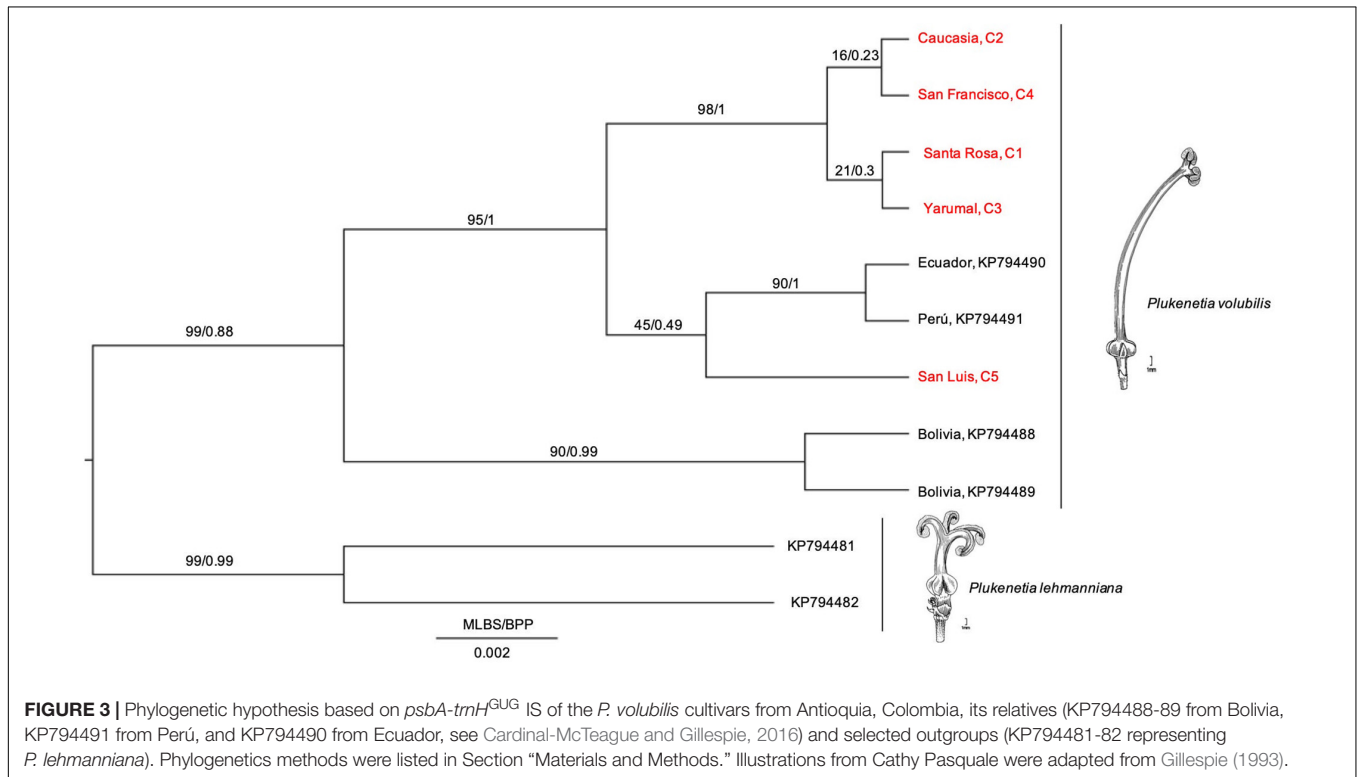 Caucasia, C2
16/0.23
San Francisco, C4
98/1
Santa Rosa, C1
21/0.3
Yarumal, C3
95/1
Ecuador, KP794490
90/1
Perú, KP794491
Plukenetia volubilis
45/0.49
99/0.88
1mm
San Luis, C5
Bolivia, KP794488
90/0.99
Bolivia, KP794489
KP794481
99/0.99
Plukenetia lehmanniana
KP794482
1mm
MLBS/BPP
0.002
FIGURE 3 | Phylogenetic hypothesis based on psbA-trnH^GUG IS of the P. volubilis cultivars from Antioquia, Colombia, its relatives (KP794488-89 from Bolivia,
KP794491 from Perú, and KP794490 from Ecuador, see Cardinal-McTeague and Gillespie, 2016) and selected outgroups (KP794481-82 representing
P. lehmanniana). Phylogenetics methods were listed in Section “Materials and Methods.” Illustrations from Cathy Pasquale were adapted from Gillespie (1993).